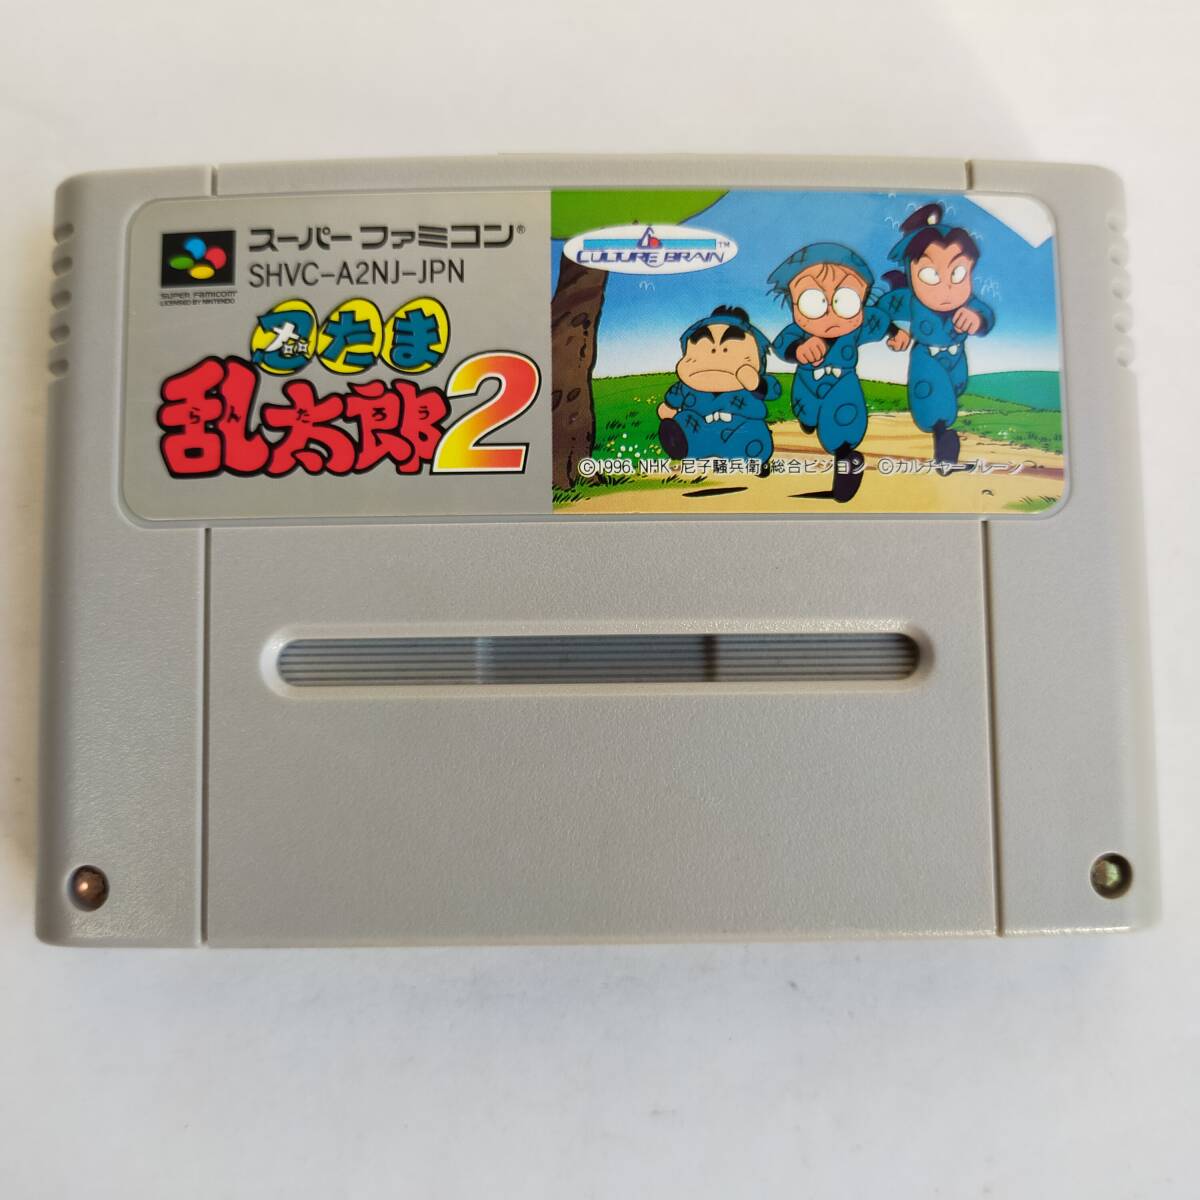 スーパーファミコン®
SHVC-A2NJ-JPN
SUPER FAMICOM
LICENSED BY NINTENDO
忍たま
乱太郎2
らんたろう
CULTURE BRAIN™
©1996. NHK・尼子騒兵衛・総合ビジョン ©カルチャーブレーン